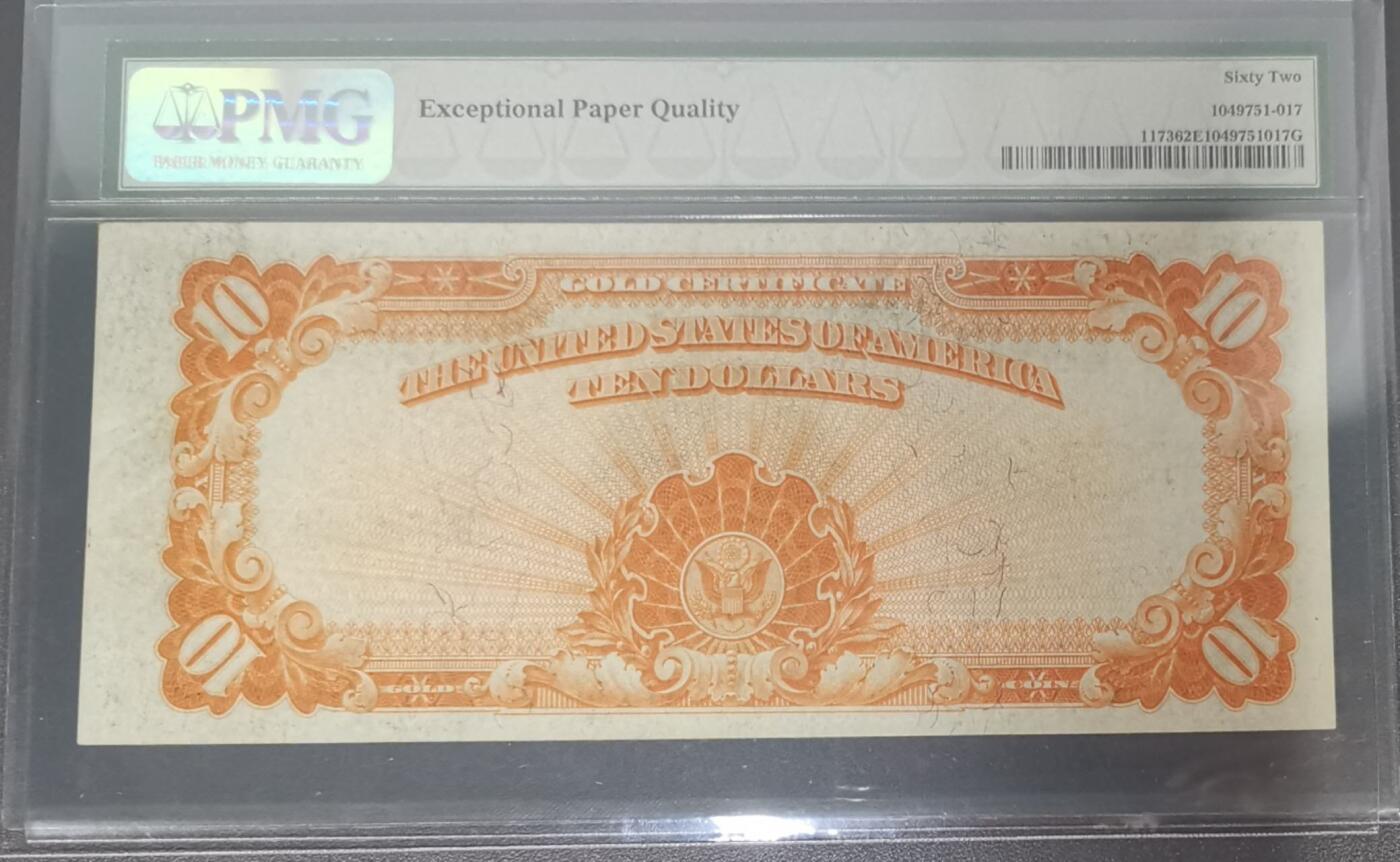 PMG
PAPER MONEY GUARANTY
Exceptional Paper Quality
Sixty Two
1049751-017
117362E1049751017G
10
10
GOLD CERTIFICATE
THE UNITED STATES OF AMERICA
TEN DOLLARS
10
10
GOLD
COIN